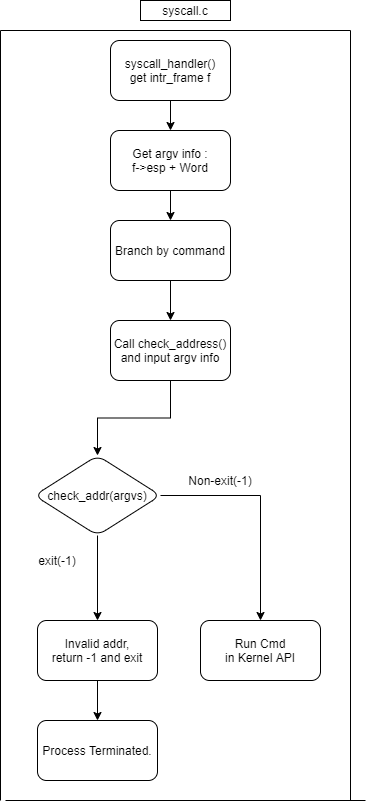 syscall.c
syscall_handler()
get intr_frame f
Get argv info :
f->esp + Word
Branch by command
Call check_address()
and input argv info
check_addr(argvs)
Non-exit(-1)
exit(-1)
Invalid addr,
return -1 and exit
Run Cmd
in Kernel API
Process Terminated.